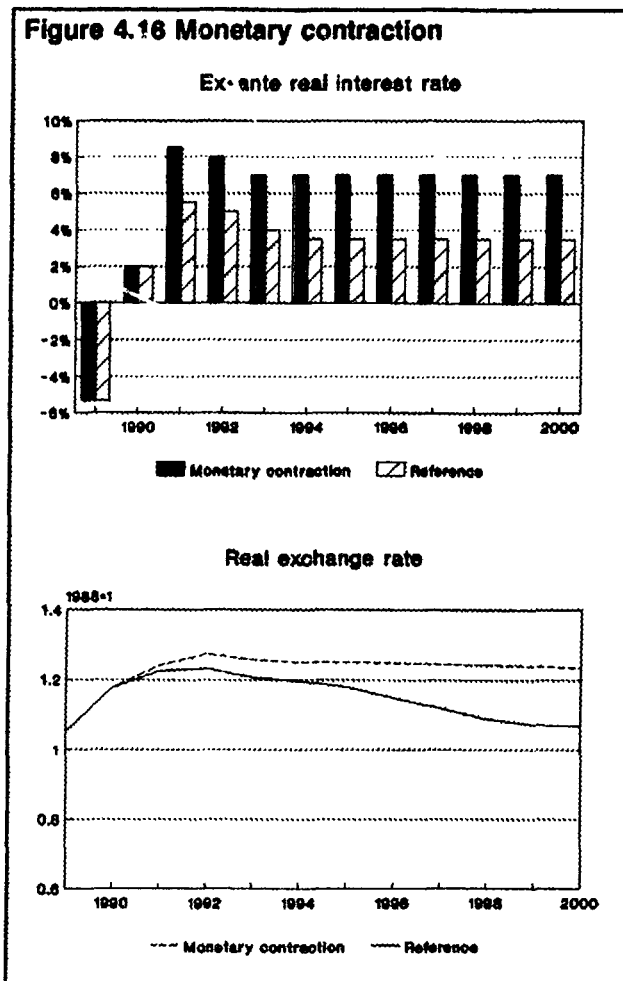 Figure 4.16 Monetary contraction
Ex-ante real interest rate
10%
8%
6%
4%
2%
0%
-2%
-4%
-6%
1990 1992 1994 1996 1998 2000
Monetary contraction Reference
Real exchange rate
1988=1
1.4
1.2
1
0.8
0.6
1990 1992 1994 1996 1998 2000
Monetary contraction Reference